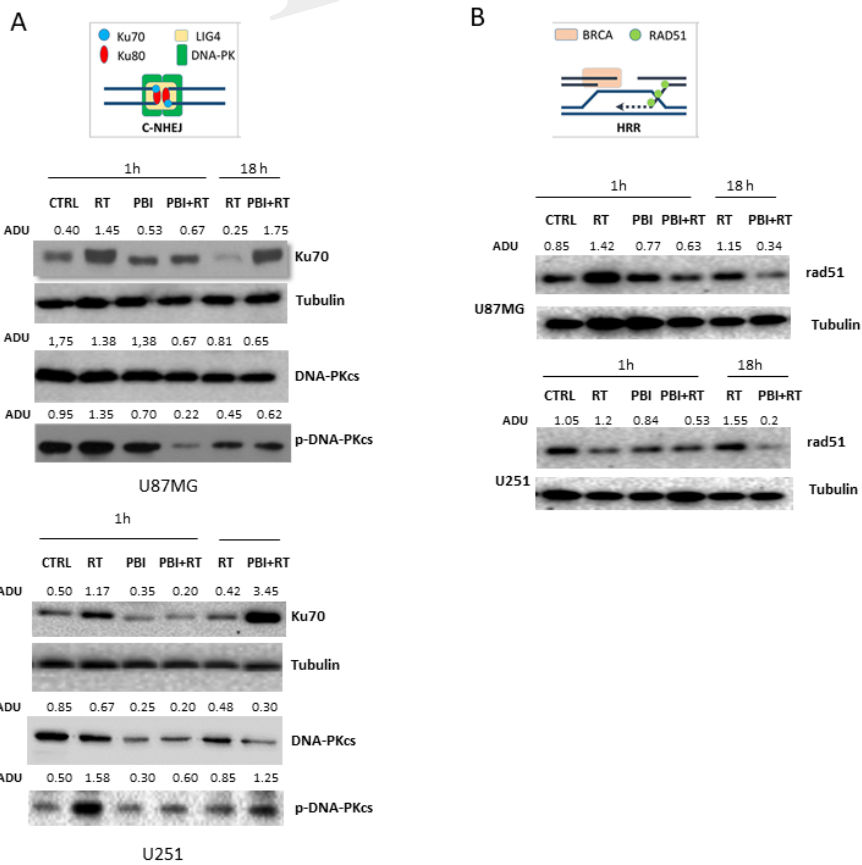 A
Ku70 LIG4
Ku80 DNA-PK
C-NHEJ
1h 18 h
CTRL RT PBI PBI+RT RT PBI+RT
ADU 0.40 1.45 0.53 0.67 0.25 1.75
Ku70
Tubulin
ADU 1,75 1.38 1,38 0.67 0.81 0.65
DNA-PKcs
ADU 0.95 1.35 0.70 0.22 0.45 0.62
p-DNA-PKcs
U87MG
1h
CTRL RT PBI PBI+RT RT PBI+RT
ADU 0.50 1.17 0.35 0.20 0.42 3.45
Ku70
Tubulin
ADU 0.85 0.67 0.25 0.20 0.48 0.30
DNA-PKcs
ADU 0.50 1.58 0.30 0.60 0.85 1.25
p-DNA-PKcs
U251
B
BRCA RAD51
HRR
1h 18 h
CTRL RT PBI PBI+RT RT PBI+RT
ADU 0.85 1.42 0.77 0.63 1.15 0.34
rad51
U87MG
Tubulin
1h 18h
CTRL RT PBI PBI+RT RT PBI+RT
ADU 1.05 1.2 0.84 0.53 1.55 0.2
rad51
U251
Tubulin